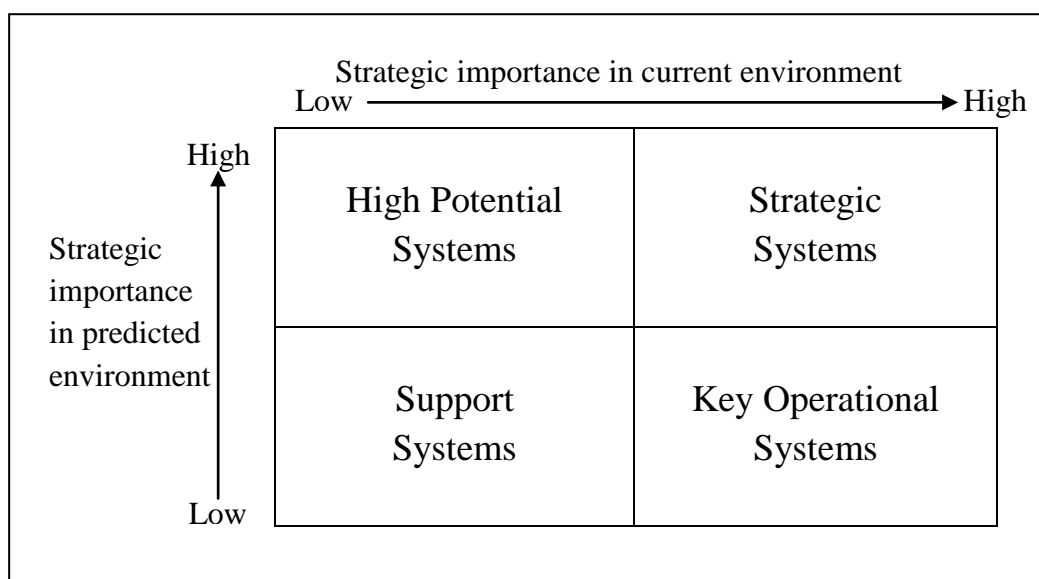 Strategic importance in current environment
Low
High
High
High Potential
Systems
Strategic
Systems
Strategic
importance
in predicted
environment
Support
Systems
Key Operational
Systems
Low